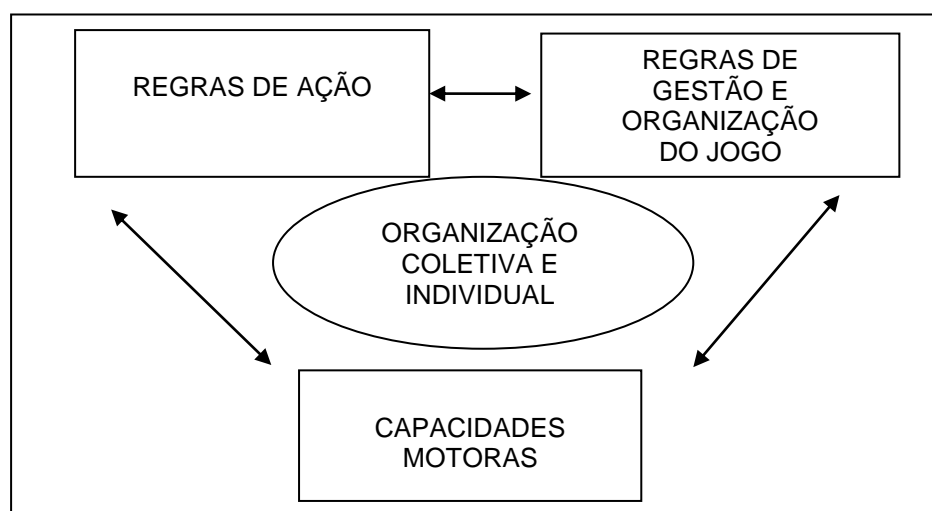 REGRAS DE AÇÃO
REGRAS DE
GESTÃO E
ORGANIZAÇÃO
DO JOGO
ORGANIZAÇÃO
COLETIVA E
INDIVIDUAL
CAPACIDADES
MOTORAS